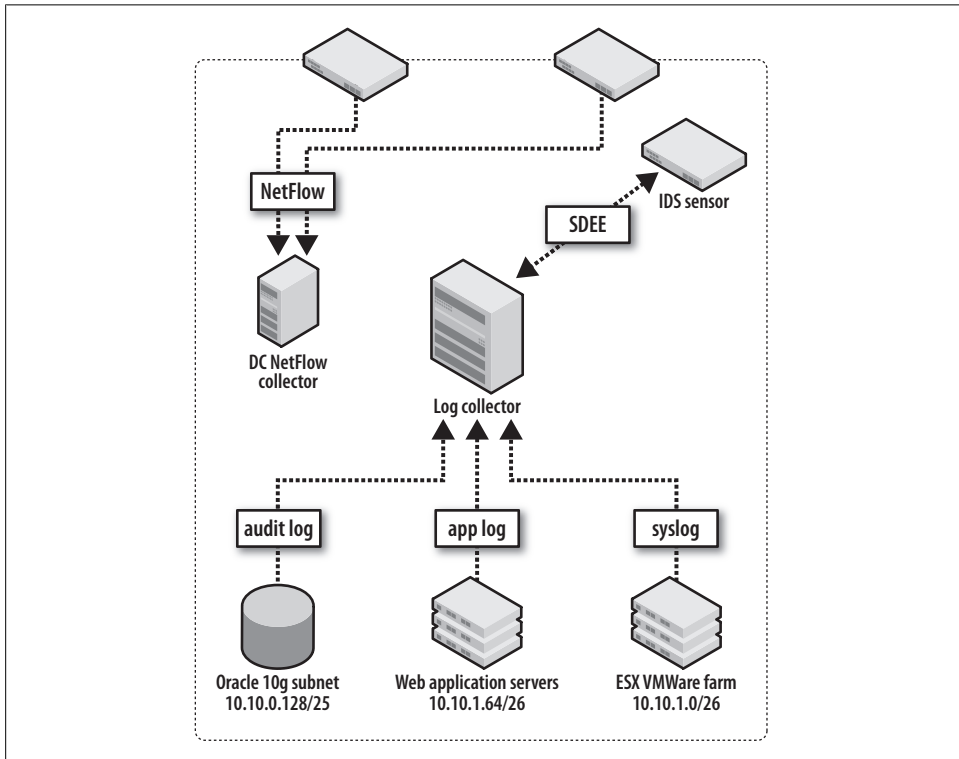 NetFlow
IDS sensor
SDEE
DC NetFlow
collector
Log collector
audit log
app log
syslog
Oracle 10g subnet
10.10.0.128/25
Web application servers
10.10.1.64/26
ESX VMWare farm
10.10.1.0/26